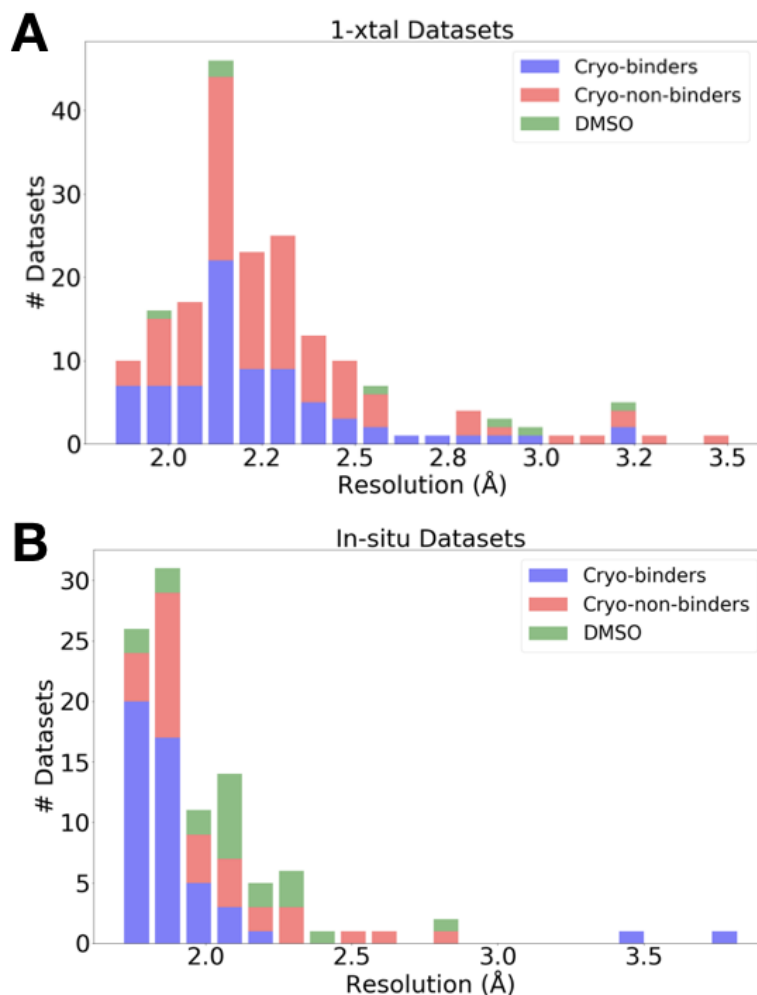 A
1-xtal Datasets
Cryo-binders
Cryo-non-binders
DMSO
# Datasets
40
30
20
10
0
2.0 2.2 2.5 2.8 3.0 3.2 3.5
Resolution (Å)
B
In-situ Datasets
Cryo-binders
Cryo-non-binders
DMSO
# Datasets
30
25
20
15
10
5
0
2.0 2.5 3.0 3.5
Resolution (Å)